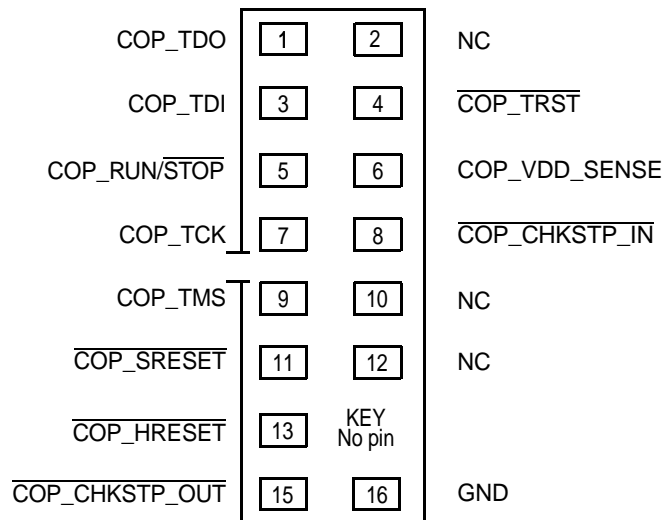 COP_TDO 1 2 NC
COP_TDI 3 4 COP_TRST
COP_RUN/STOP 5 6 COP_VDD_SENSE
COP_TCK 7 8 COP_CHKSTP_IN
COP_TMS 9 10 NC
COP_SRESET 11 12 NC
COP_HRESET 13 KEY
No pin
COP_CHKSTP_OUT 15 16 GND